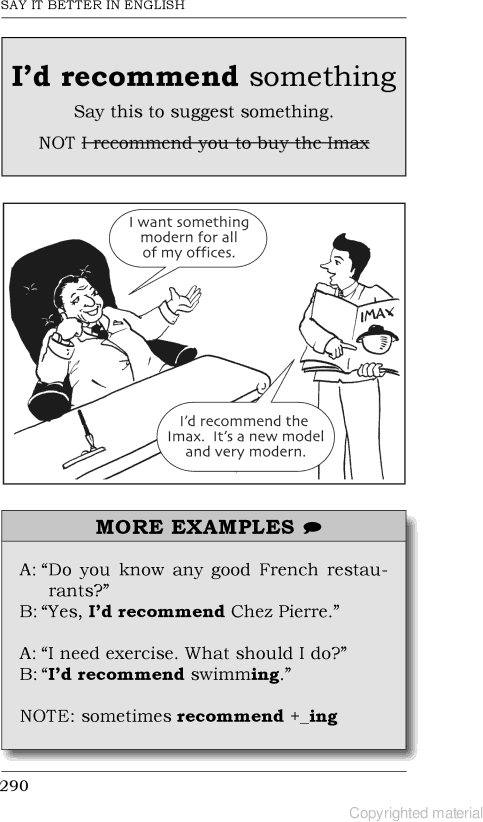 SAY IT BETTER IN ENGLISH
I'd recommend something
Say this to suggest something.
NOT I recommend you to buy the Imax
I want something
modern for all
of my offices.
IMAX
I'd recommend the
Imax. It's a new model
and very modern.
MORE EXAMPLES
A: “Do you know any good French restau-
rants?”
B: “Yes, I'd recommend Chez Pierre.”
A: “I need exercise. What should I do?”
B: “I'd recommend swimming.”
NOTE: sometimes recommend +_ing
290
Copyrighted material